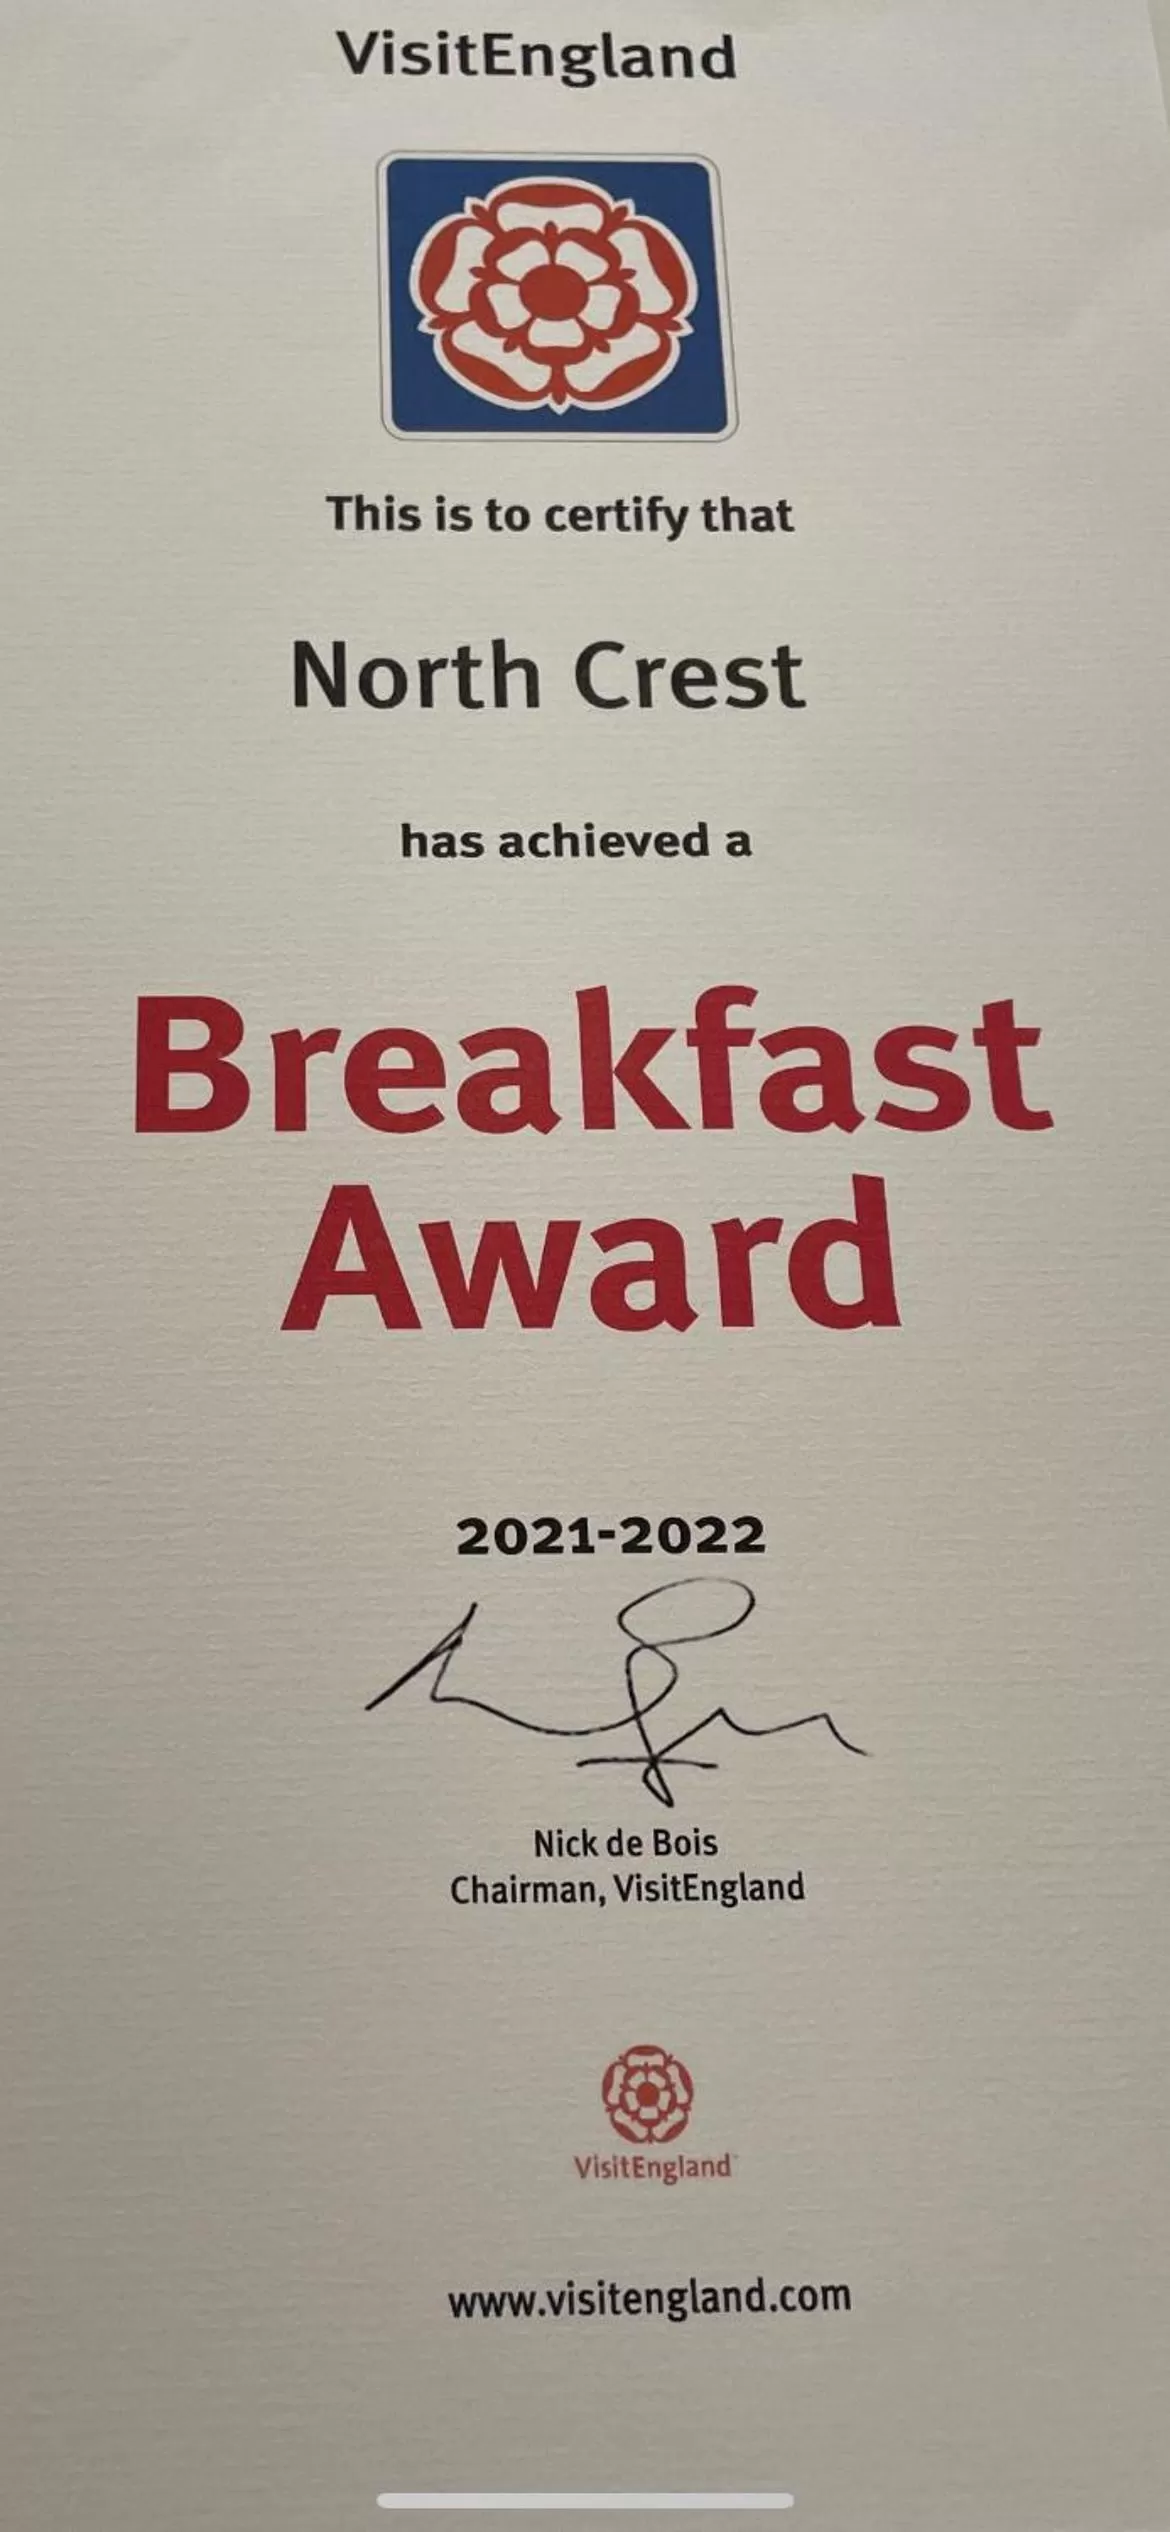 VisitEngland
This is to certify that
North Crest
has achieved a
Breakfast
Award
2021-2022
Nick de Bois
Chairman, VisitEngland
VisitEngland
www.visitengland.com